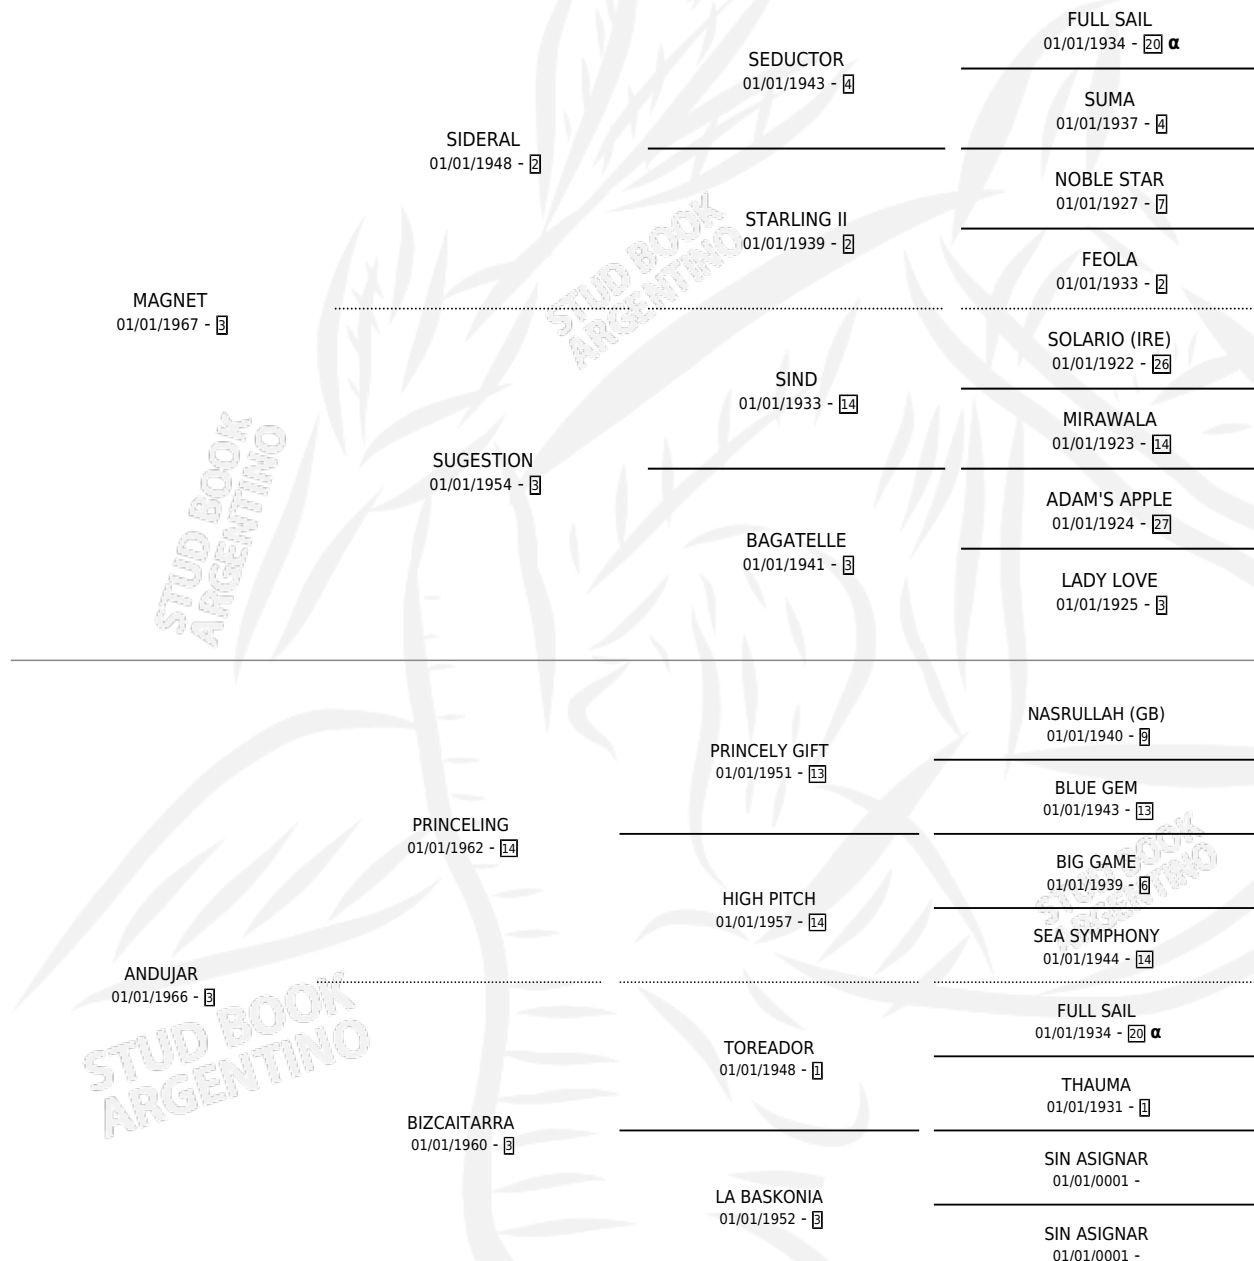 FULL SAIL
01/01/1934 - 20 α
SEDUCTOR
01/01/1943 - 4
SUMA
01/01/1937 - 4
SIDERAL
01/01/1948 - 2
NOBLE STAR
01/01/1927 - 7
STARLING II
01/01/1939 - 2
FEOLA
01/01/1933 - 2
MAGNET
01/01/1967 - 3
SOLARIO (IRE)
01/01/1922 - 26
SIND
01/01/1933 - 14
MIRAWALA
01/01/1923 - 14
SUGESTION
01/01/1954 - 3
ADAM'S APPLE
01/01/1924 - 27
BAGATELLE
01/01/1941 - 3
LADY LOVE
01/01/1925 - 3
NASRULLAH (GB)
01/01/1940 - 9
PRINCELY GIFT
01/01/1951 - 13
BLUE GEM
01/01/1943 - 13
PRINCELING
01/01/1962 - 14
BIG GAME
01/01/1939 - 6
HIGH PITCH
01/01/1957 - 14
SEA SYMPHONY
01/01/1944 - 14
ANDUJAR
01/01/1966 - 3
FULL SAIL
01/01/1934 - 20 α
TOREADOR
01/01/1948 - 1
THAUMA
01/01/1931 - 1
BIZCAITARRA
01/01/1960 - 3
SIN ASIGNAR
01/01/0001 -
LA BASKONIA
01/01/1952 - 3
SIN ASIGNAR
01/01/0001 -
STUD BOOK
ARGENTINO
STUD BOOK
ARGENTINO
STUD BOOK
ARGENTINO
STUD BOOK
ARGENTINO